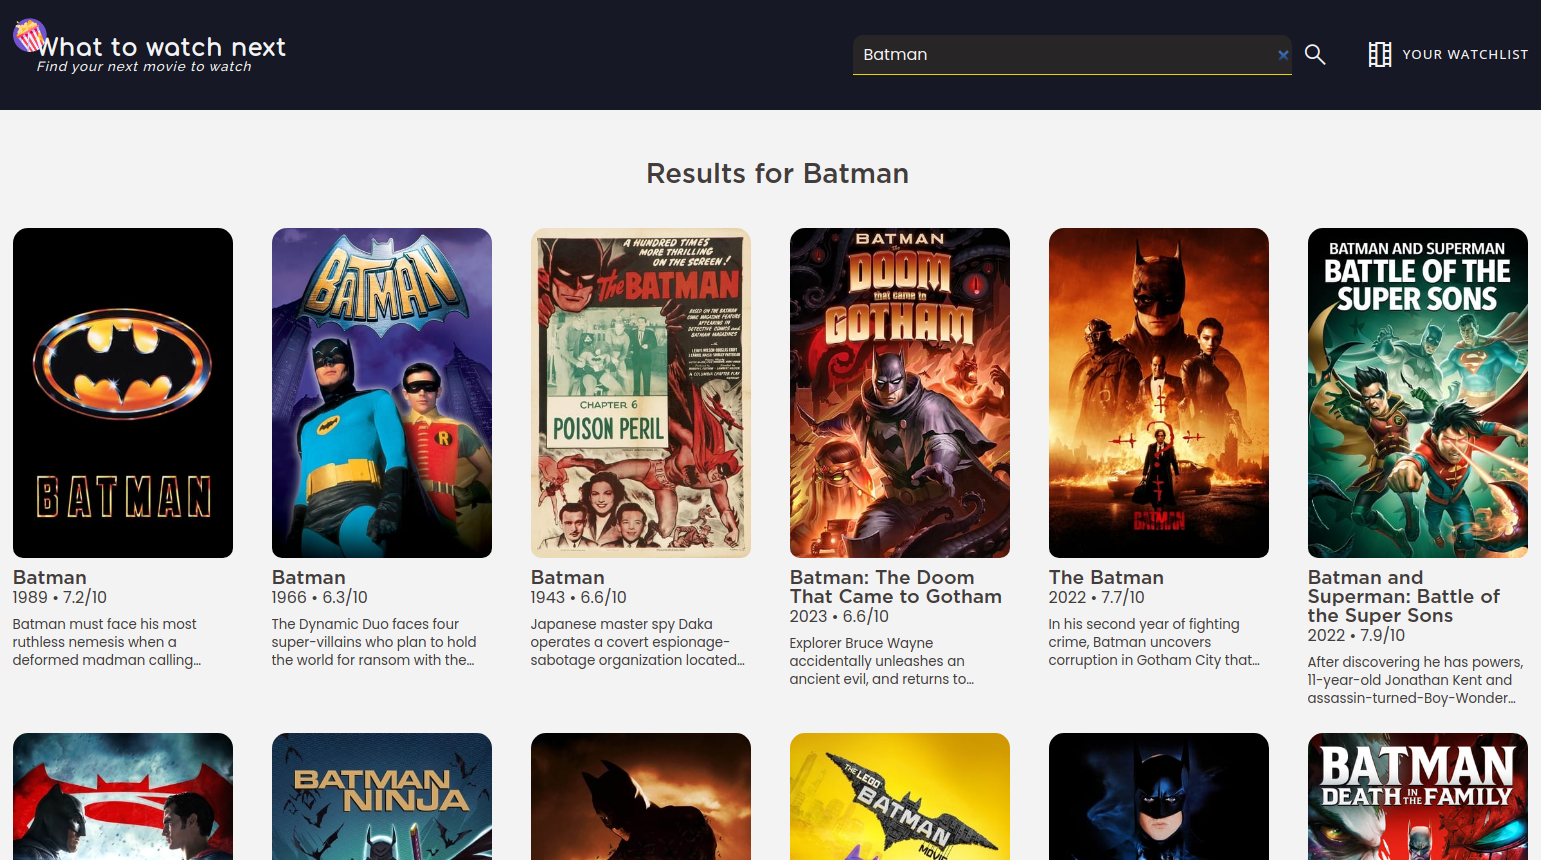 What to watch next
Find your next movie to watch
Batman
YOUR WATCHLIST
Results for Batman
BATMAN
BATMAN
A HUNDRED TIMES
MORE THRILLING
ON THE SCREEN!
The BATMAN
CHAPTER 6
POISON PERIL
BATMAN
DOOM
that came to
GOTHAM
BATMAN
BATMAN AND SUPERMAN
BATTLE OF THE
SUPER SONS
Batman
1989 • 7.2/10
Batman must face his most
ruthless nemesis when a
deformed madman calling…
Batman
1966 • 6.3/10
The Dynamic Duo faces four
super-villains who plan to hold
the world for ransom with the…
Batman
1943 • 6.6/10
Japanese master spy Daka
operates a covert espionage-
sabotage organization located…
Batman: The Doom
That Came to Gotham
2023 • 6.6/10
Explorer Bruce Wayne
accidentally unleashes an
ancient evil, and returns to…
The Batman
2022 • 7.7/10
In his second year of fighting
crime, Batman uncovers
corruption in Gotham City that…
Batman and
Superman: Battle of
the Super Sons
2022 • 7.9/10
After discovering he has powers,
11-year-old Jonathan Kent and
assassin-turned-Boy-Wonder…
BATMAN
NINJA
THE LEGO
BATMAN
MOVIE
BATMAN
DEATH IN THE FAMILY